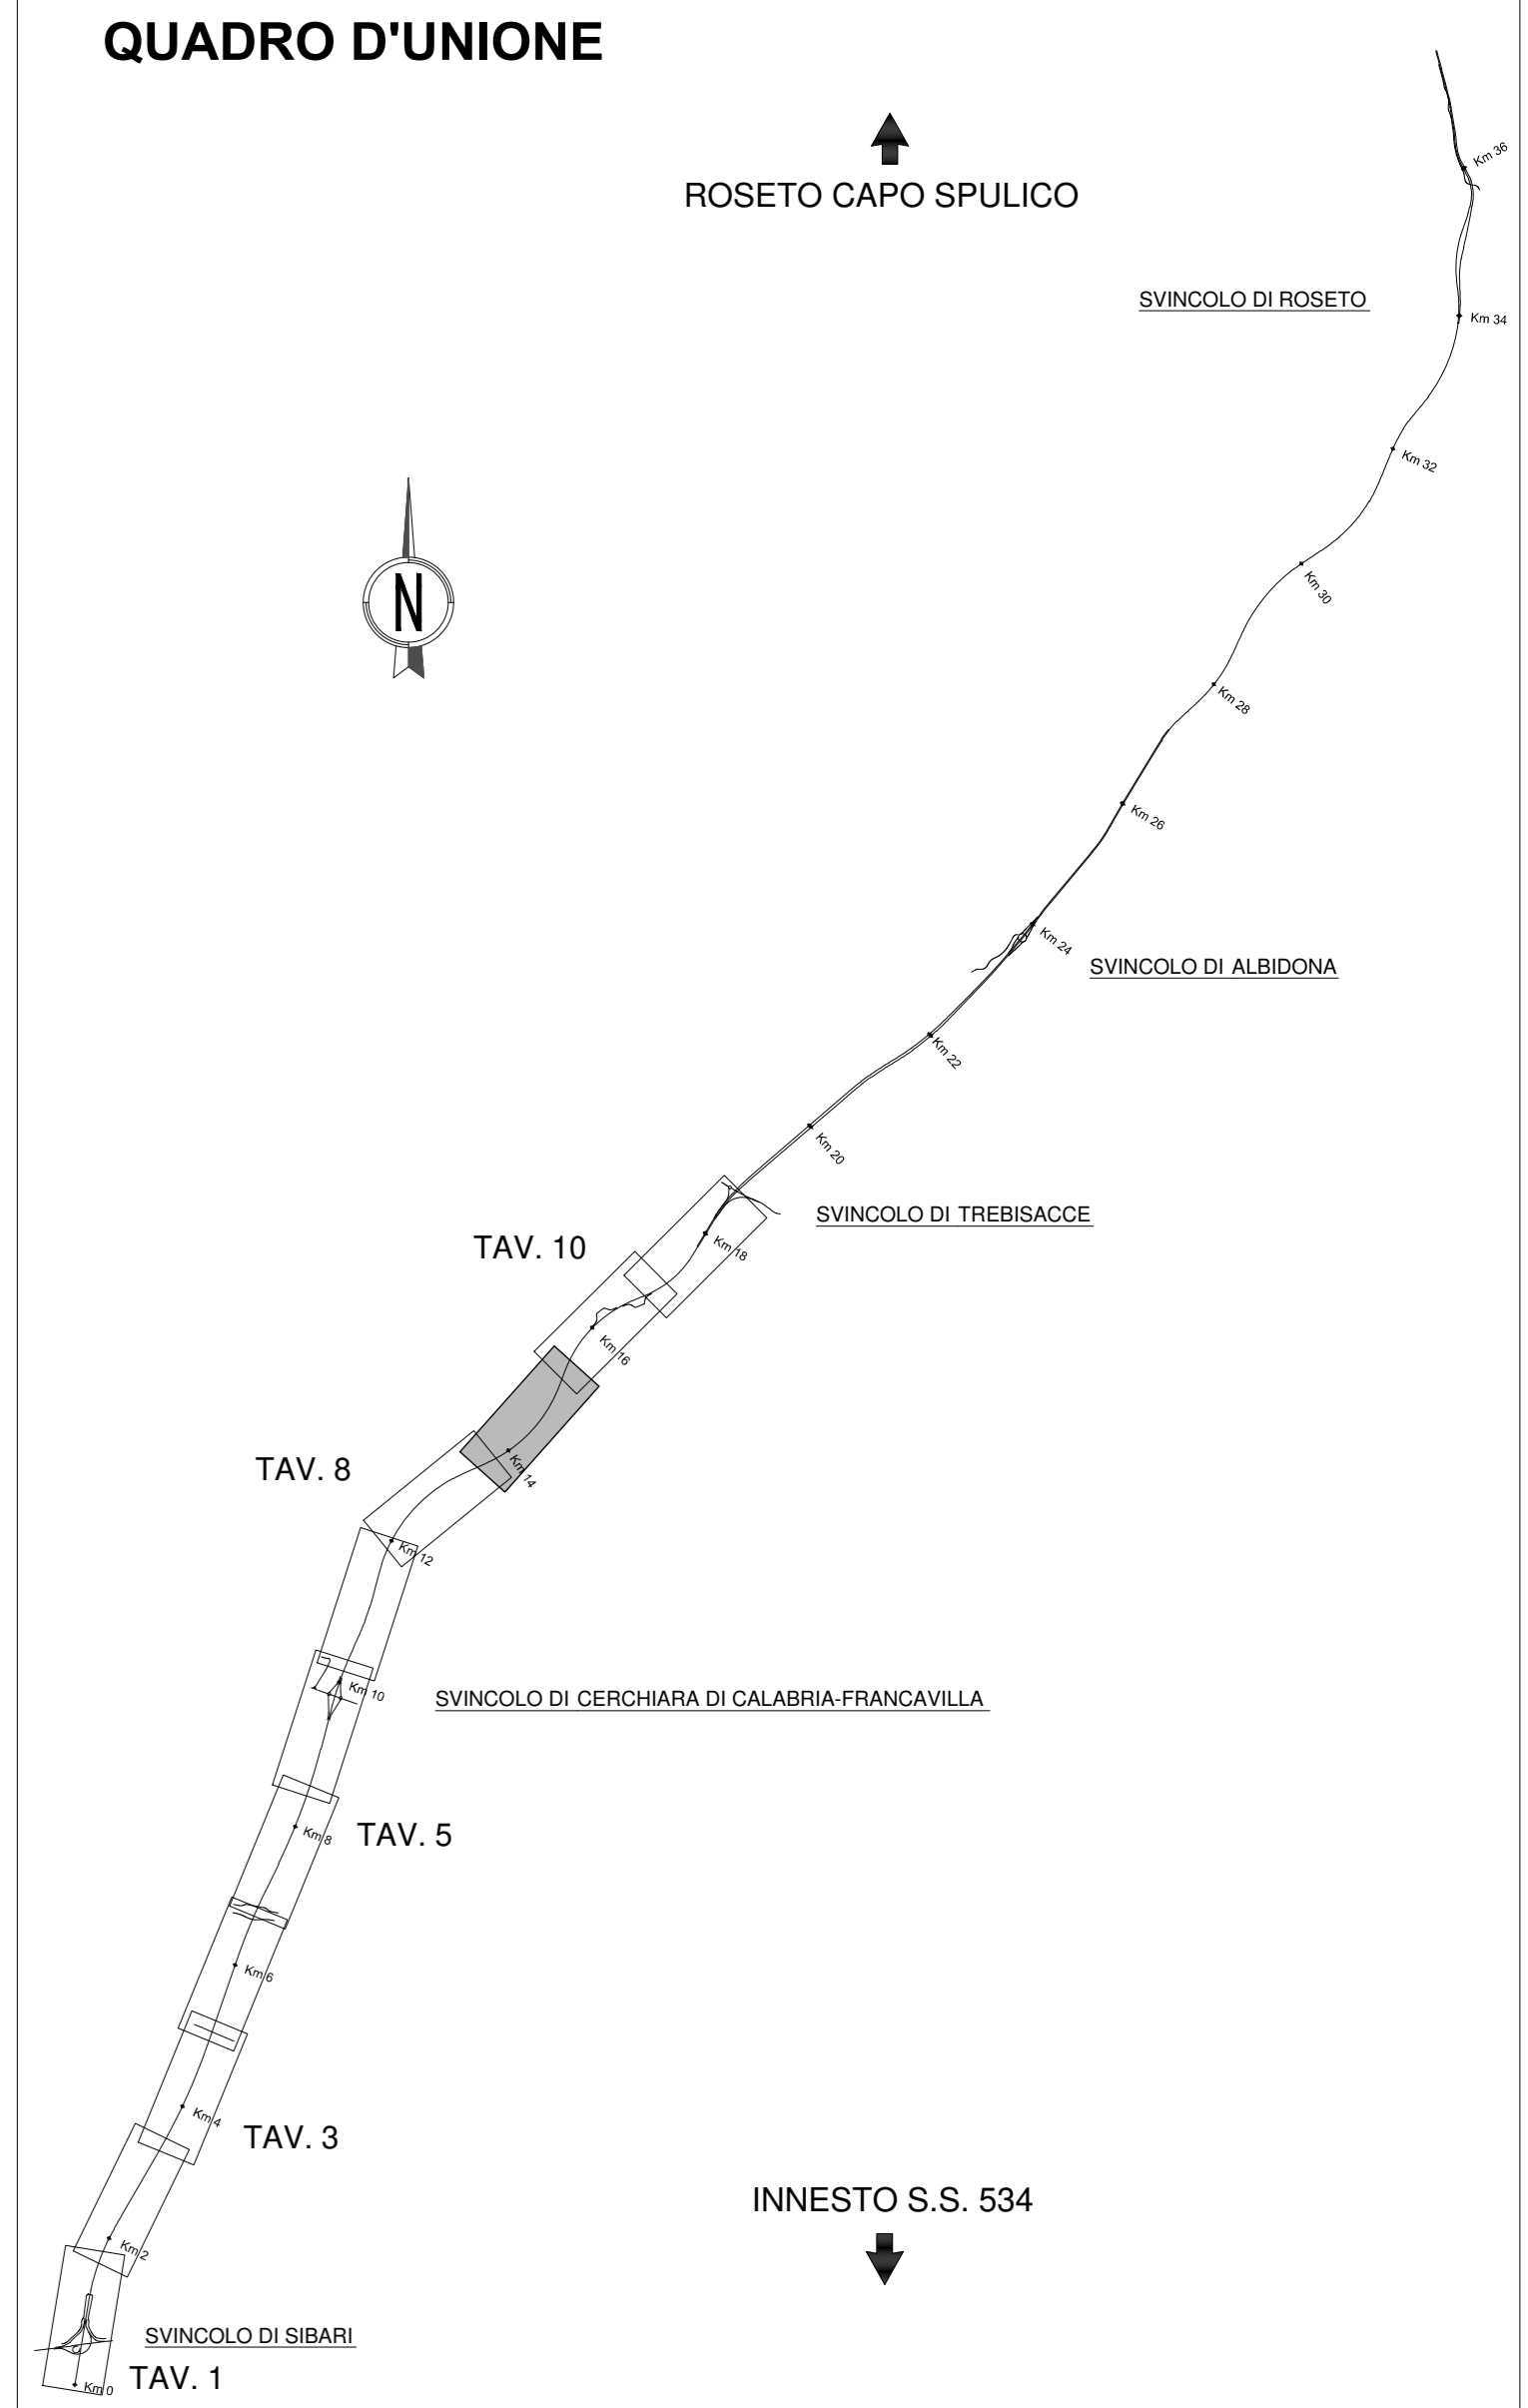 QUADRO D'UNIONE
ROSETO CAPO SPULICO
Km 36
SVINCOLO DI ROSETO
Km 34
Km 32
N
Km 30
Km 28
Km 26
Km 24
SVINCOLO DI ALBIDONA
Km 22
Km 20
SVINCOLO DI TREBISACCE
TAV. 10
Km 18
Km 16
TAV. 8
Km 14
Km 12
Km 10
SVINCOLO DI CERCHIARA DI CALABRIA-FRANCAVILLA
Km 8
TAV. 5
Km 6
Km 4
TAV. 3
INNESTO S.S. 534
Km 2
SVINCOLO DI SIBARI
TAV. 1
Km 0